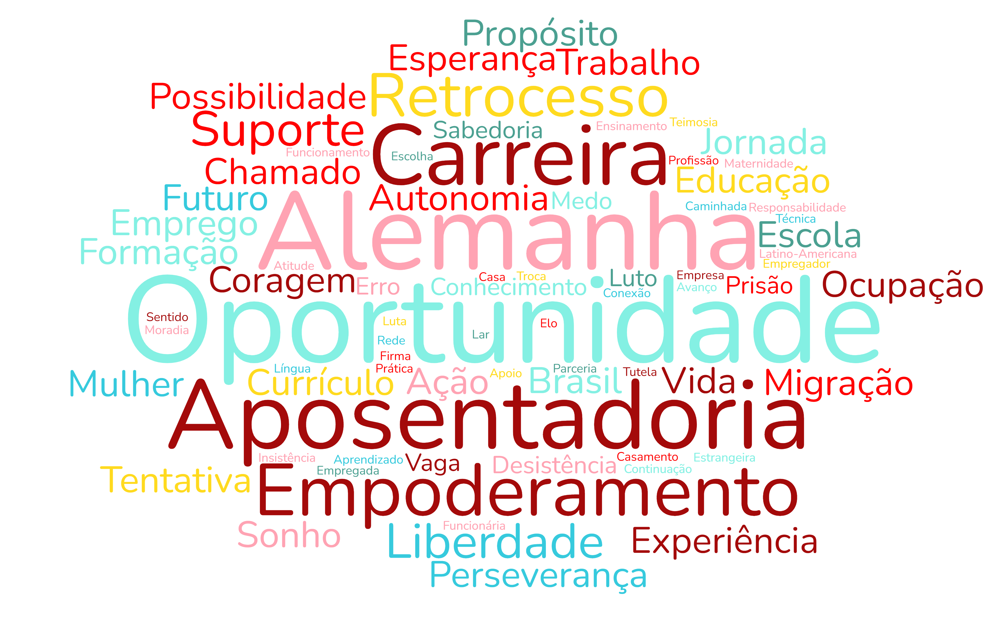 Propósito
Esperança Trabalho
Possibilidade Retrocesso
Suporte Sabedoria Ensinamento Teimosia
Carreira Jornada
Funcionamento Escolha Profissão Maternidade
Chamado Educação
Futuro Autonomia Medo Caminhada Responsabilidade
Emprego Alemanha Técnica
Escola
Formação Latino-Americana
Atitude Empregador
Coragem Erro Conhecimento Casa Troca Luto Empresa Prisão Ocupação
Conexão Avanço
Oportunidade
Sentido Luta Elo
Moradia Rede Lar
Firma
Língua Prática Parceria
Mulher Currículo Ação Apoio Brasil Tutela Vida Migração
Aposentadoria
Insistência Aprendizado Vaga Desistência Casamento Estrangeira
Empregada Continuação
Tentativa Empoderamento
Funcionária
Sonho Liberdade Experiência
Perseverança